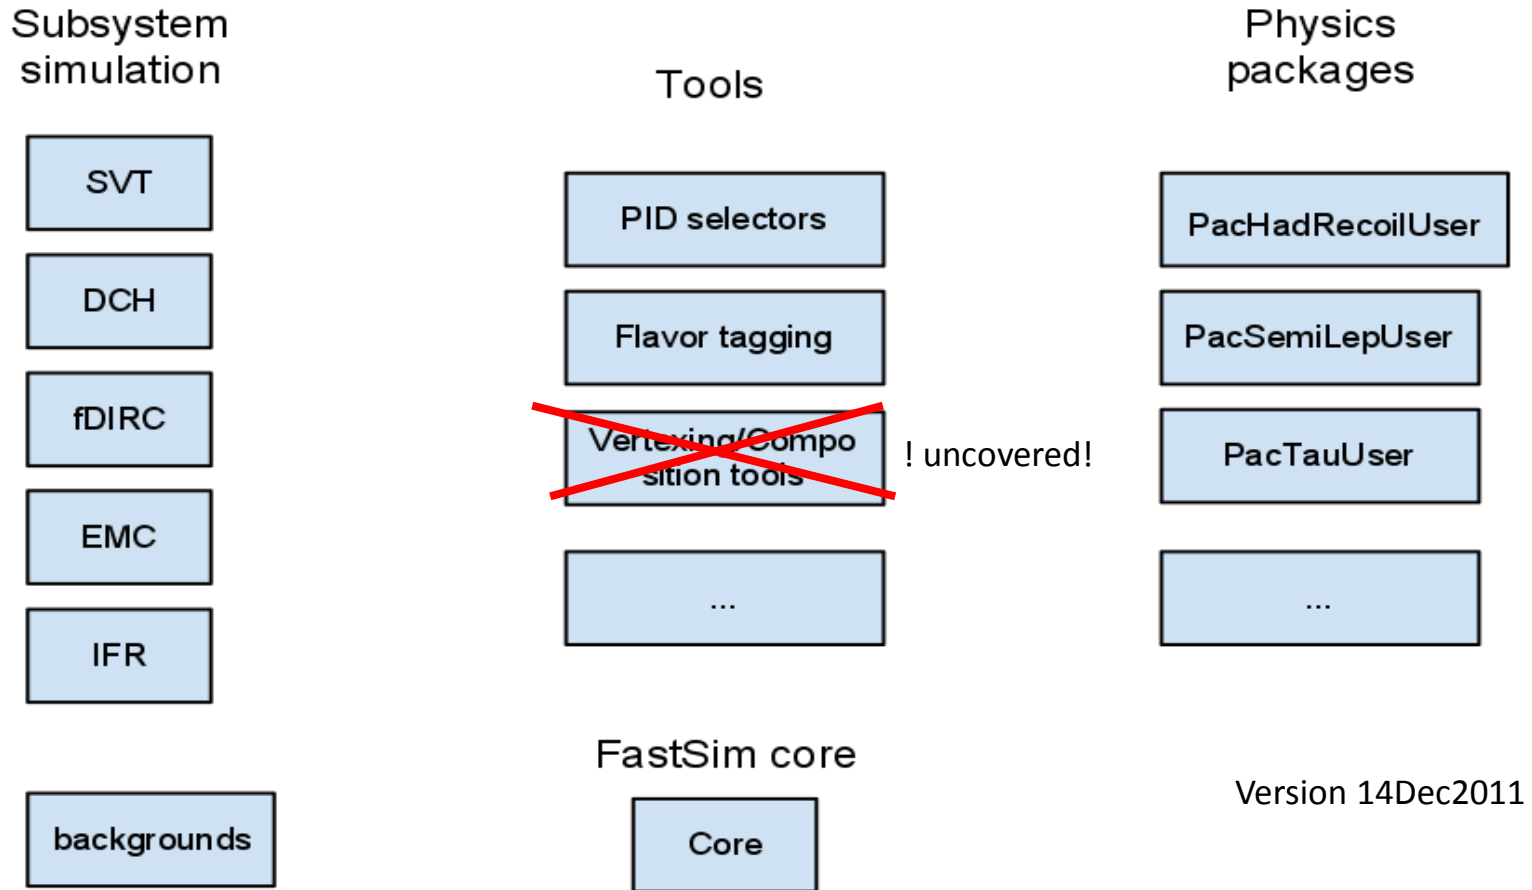 Subsystem
simulation
SVT
DCH
fDIRC
EMC
IFR
backgrounds
Tools
PID selectors
Flavor tagging
Vertexing/Compo
sition tools
! uncovered!
...
FastSim core
Core
Physics
packages
PacHadRecoilUser
PacSemiLepUser
PacTauUser
...
Version 14Dec2011